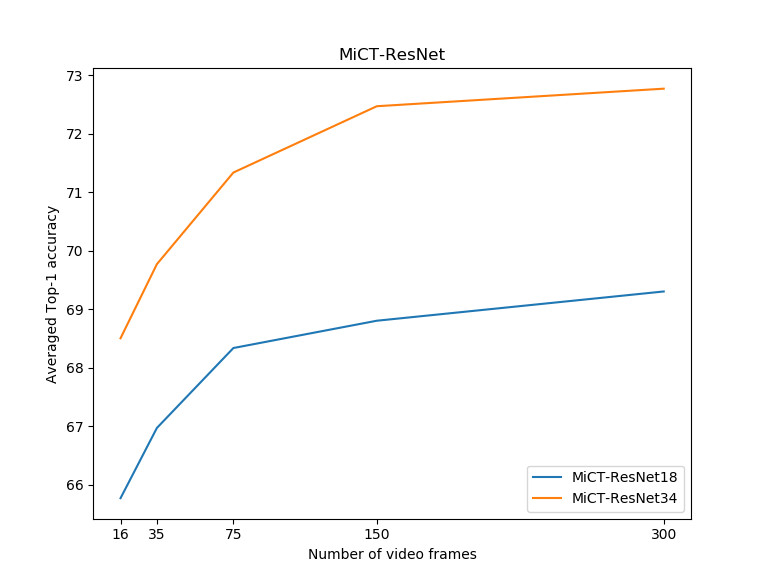 MiCT-ResNet
Averaged Top-1 accuracy
73
72
71
70
69
68
67
66
16 35 75 150 300
Number of video frames
MiCT-ResNet18
MiCT-ResNet34